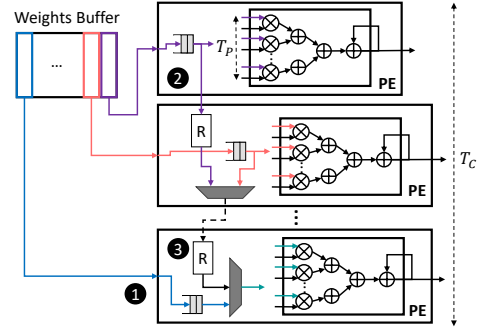 Weights Buffer
...
2
T_P
PE
R
T_C
PE
...
3
R
1
PE